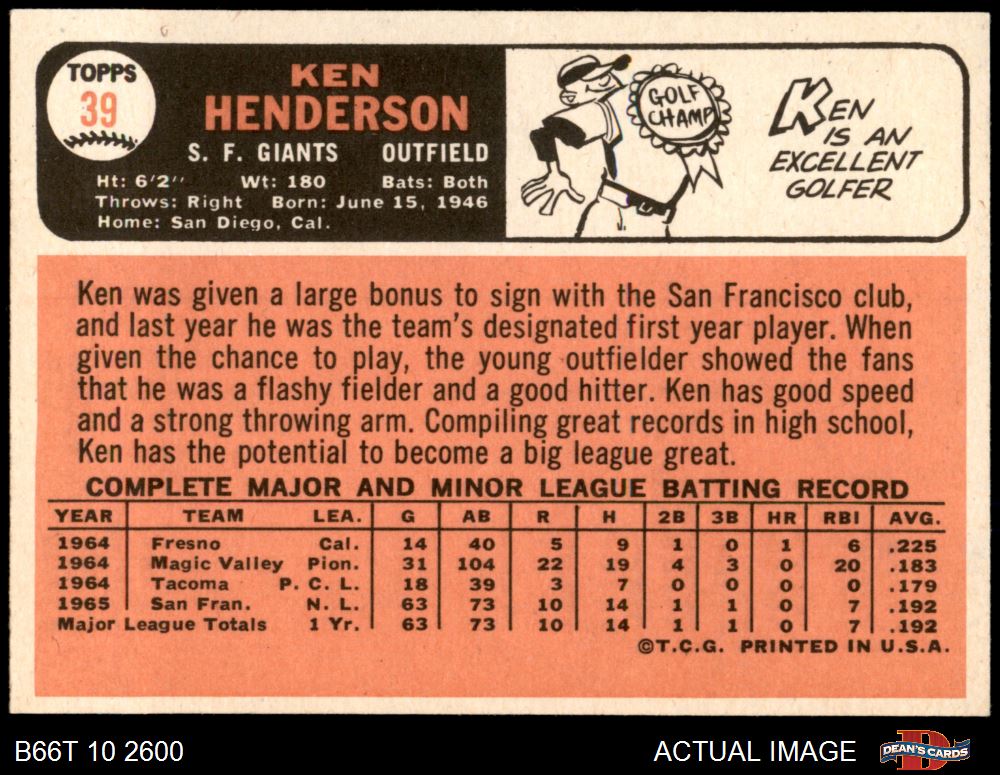 TOPPS
39
KEN
HENDERSON
S. F. GIANTS OUTFIELD
Ht: 6'2'' Wt: 180 Bats: Both
Throws: Right Born: June 15, 1946
Home: San Diego, Cal.
GOLF
CHAMP
KEN
IS AN
EXCELLENT
GOLFER
Ken was given a large bonus to sign with the San Francisco club,
and last year he was the team's designated first year player. When
given the chance to play, the young outfielder showed the fans
that he was a flashy fielder and a good hitter. Ken has good speed
and a strong throwing arm. Compiling great records in high school,
Ken has the potential to become a big league great.
COMPLETE MAJOR AND MINOR LEAGUE BATTING RECORD
YEAR TEAM LEA. G AB R H 2B 3B HR RBI AVG.
1964 Fresno Cal. 14 40 5 9 1 0 1 6 .225
1964 Magic Valley Pion. 31 104 22 19 4 3 0 20 .183
1964 Tacoma P. C. L. 18 39 3 7 0 0 0 0 .179
1965 San Fran. N. L. 63 73 10 14 1 1 0 7 .192
Major League Totals 1 Yr. 63 73 10 14 1 1 0 7 .192
©T.C.G. PRINTED IN U.S.A.
B66T 10 2600 ACTUAL IMAGE D DEAN'S CARDS